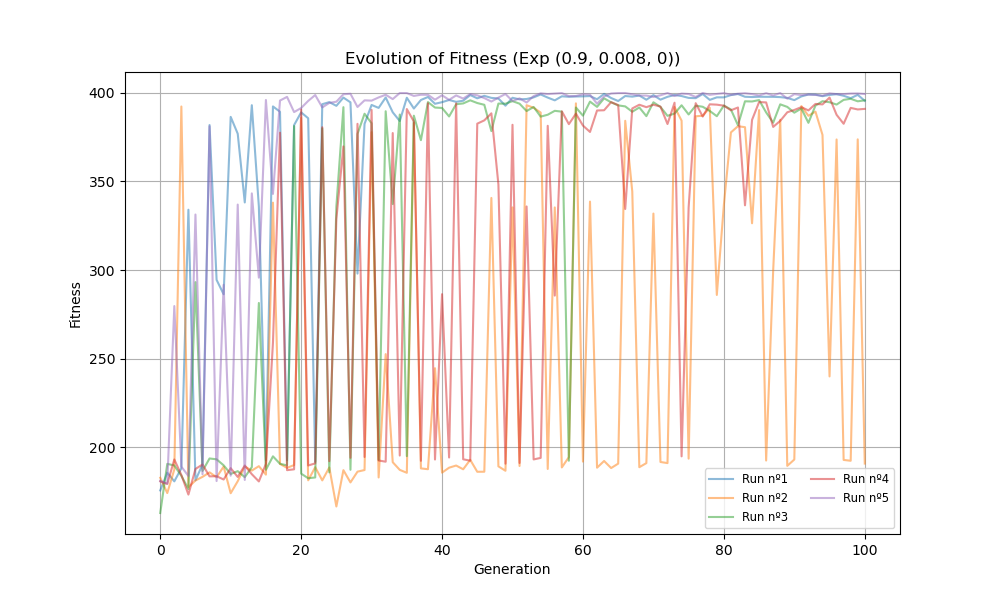 Evolution of Fitness (Exp (0.9, 0.008, 0))
Fitness
400
350
300
250
200
0 20 40 60 80 100
Generation
Run nº1
Run nº2
Run nº3
Run nº4
Run nº5